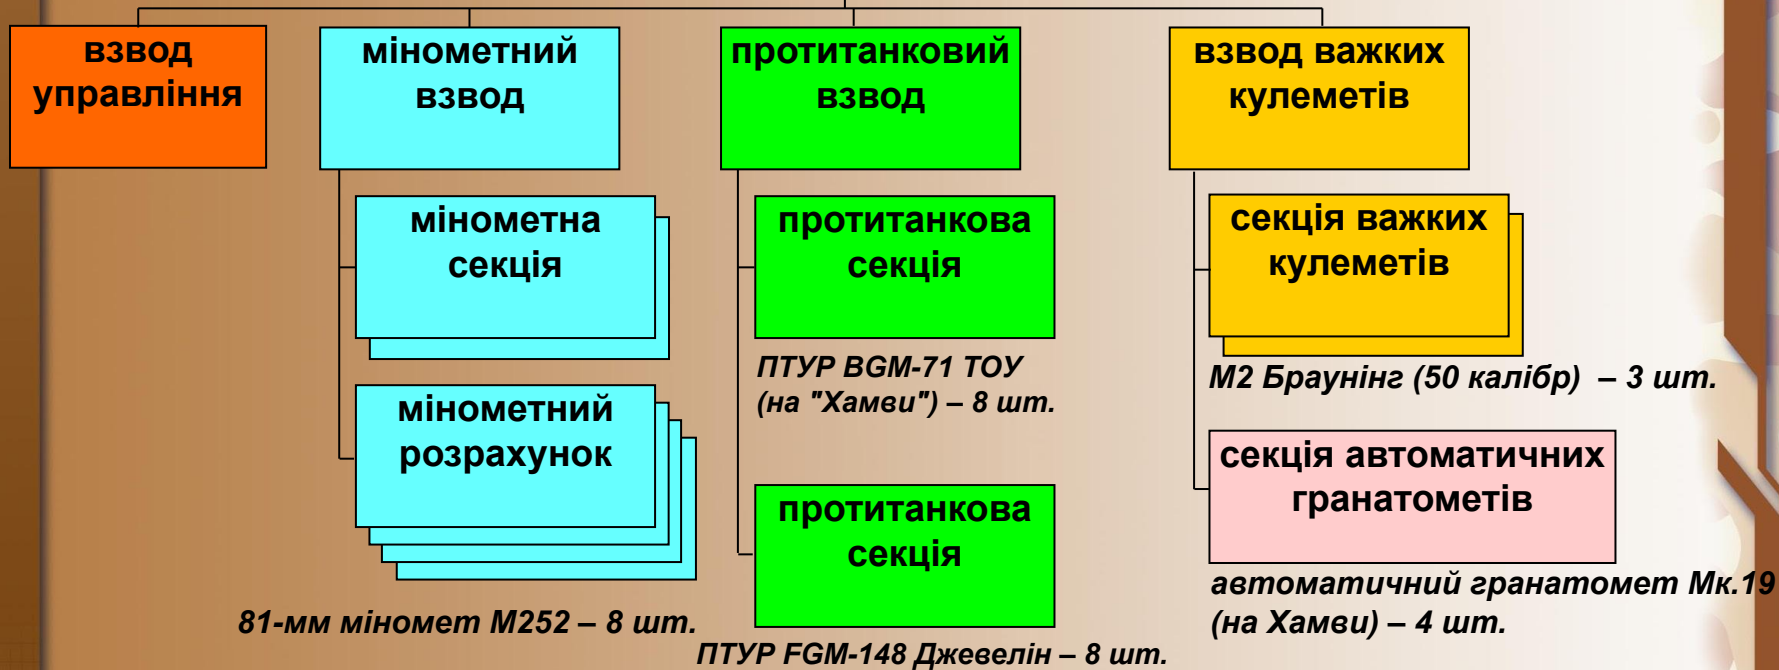 взвод
управління
мінометний
взвод
протитанковий
взвод
взвод важких
кулеметів
мінометна
секція
протитанкова
секція
секція важких
кулеметів
ПТУР BGM-71 ТОУ
(на "Хамви") – 8 шт.
М2 Браунінг (50 калібр) – 3 шт.
мінометний
розрахунок
протитанкова
секція
секція автоматичних
гранатометів
81-мм міномет М252 – 8 шт.
ПТУР FGM-148 Джевелін – 8 шт.
автоматичний гранатомет Мк.19
(на Хамви) – 4 шт.